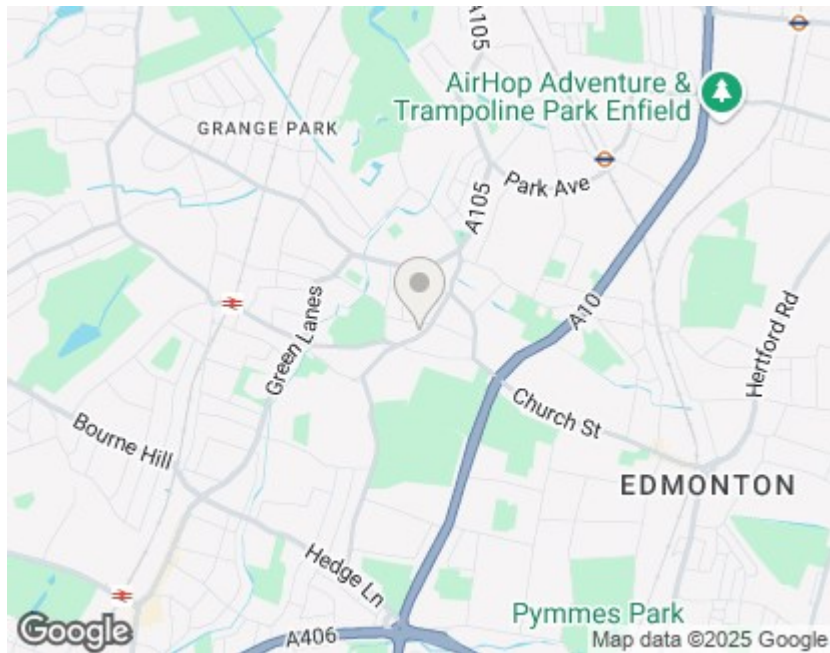 A105
AirHop Adventure &
Trampoline Park Enfield
GRANGE PARK
Park Ave
A105
Green Lanes
A10
Hertford Rd
Church St
Bourne Hill
EDMONTON
Hedge Ln
Pymmes Park
A406
Google
Map data ©2025 Google